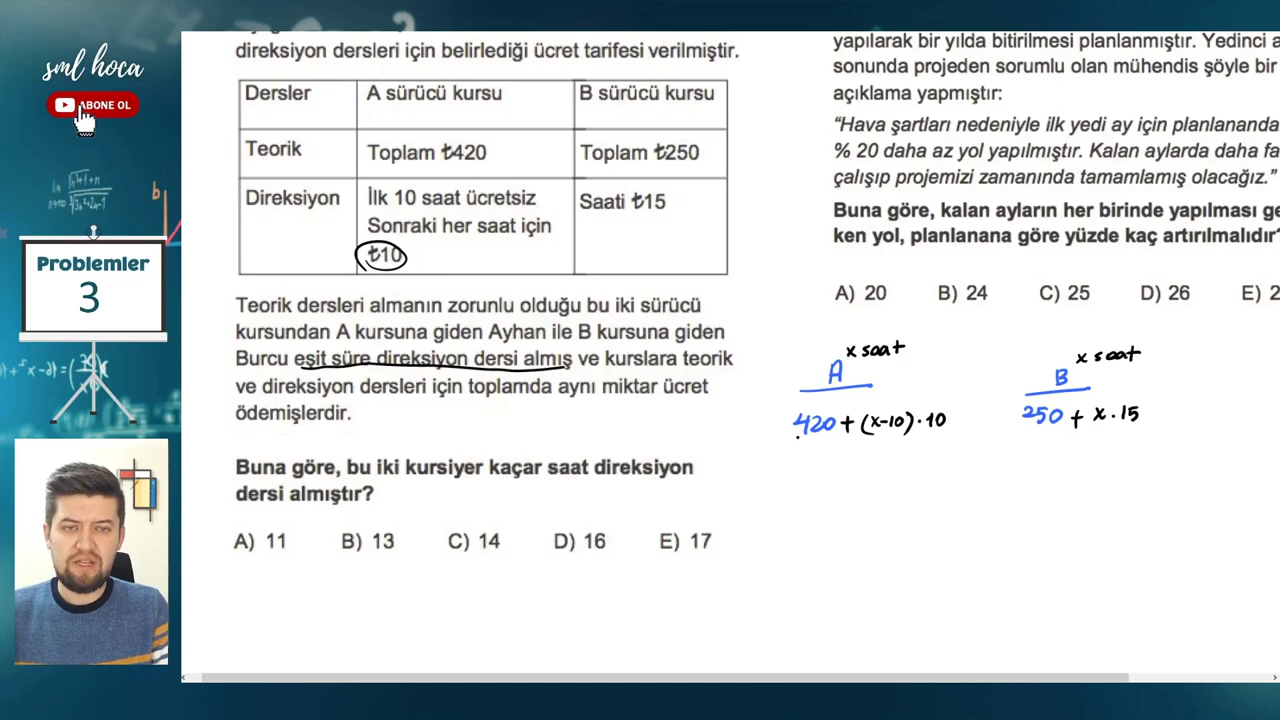 sml hoca
ABONE OL
Problemler
3
direksiyon dersleri için belirlediği ücret tarifesi verilmiştir.
Dersler A sürücü kursu B sürücü kursu
Teorik Toplam ₺420 Toplam ₺250
Direksiyon İlk 10 saat ücretsiz Saati ₺15
Sonraki her saat için
₺10
Teorik dersleri almanın zorunlu olduğu bu iki sürücü
kursundan A kursuna giden Ayhan ile B kursuna giden
Burcu eşit süre direksiyon dersi almış ve kurslara teorik
ve direksiyon dersleri için toplamda aynı miktar ücret
ödemişlerdir.
Buna göre, bu iki kursiyer kaçar saat direksiyon
dersi almıştır?
A) 11 B) 13 C) 14 D) 16 E) 17
yapılarak bir yılda bitirilmesi planlanmıştır. Yedinci a
sonunda projeden sorumlu olan mühendis şöyle bir
açıklama yapmıştır:
“Hava şartları nedeniyle ilk yedi ay için planlananda
% 20 daha az yol yapılmıştır. Kalan aylarda daha fa
çalışıp projemizi zamanında tamamlamış olacağız.”
Buna göre, kalan ayların her birinde yapılması ge
ken yol, planlanana göre yüzde kaç artırılmalıdır?
A) 20 B) 24 C) 25 D) 26 E) 2
x saat x saat
A B
420 + (x-10) · 10 250 + x · 15